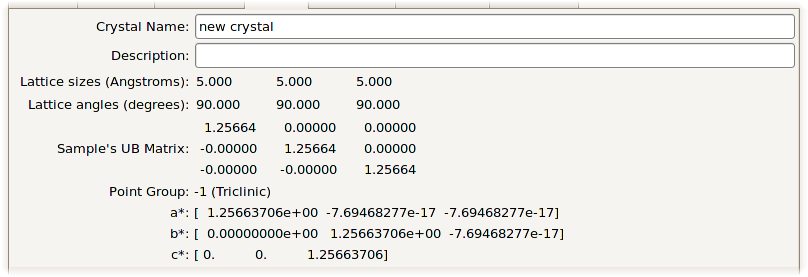 Crystal Name: new crystal
Description:
Lattice sizes (Angstroms): 5.000 5.000 5.000
Lattice angles (degrees): 90.000 90.000 90.000
1.25664 0.00000 0.00000
Sample's UB Matrix: -0.00000 1.25664 0.00000
-0.00000 -0.00000 1.25664
Point Group: -1 (Triclinic)
a*: [ 1.25663706e+00 -7.69468277e-17 -7.69468277e-17]
b*: [ 0.00000000e+00 1.25663706e+00 -7.69468277e-17]
c*: [ 0. 0. 1.25663706]